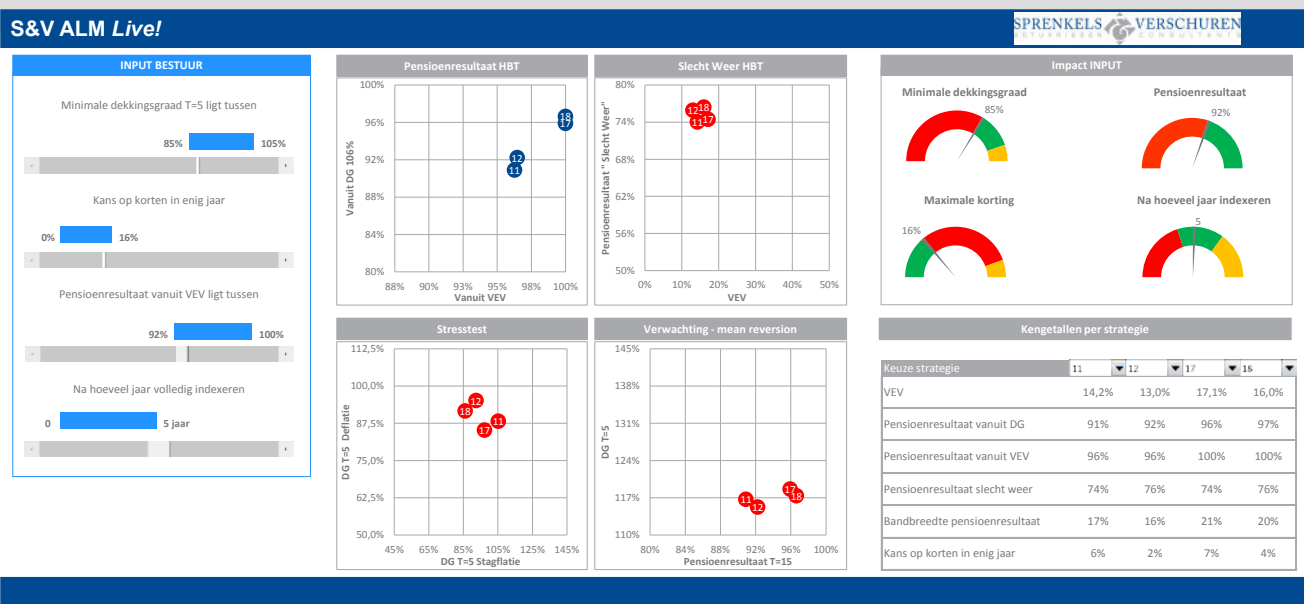 S&V ALM Live!
SPRENKELS VERSCHUREN
ACTUARISSEN CONSULTANTS
INPUT BESTUUR
Minimale dekkingsgraad T=5 ligt tussen
85% 105%
Kans op korten in enig jaar
0% 16%
Pensioenresultaat vanuit VEV ligt tussen
92% 100%
Na hoeveel jaar volledig indexeren
0 5 jaar
Pensioenresultaat HBT
Vanuit DG 106%
100%
96%
92%
88%
84%
80%
18
17
12
11
88% 90% 93% 95% 98% 100%
Vanuit VEV
Slecht Weer HBT
Pensioenresultaat " Slecht Weer"
80%
74%
68%
62%
56%
50%
12 18
11 17
0% 10% 20% 30% 40% 50%
VEV
Impact INPUT
Minimale dekkingsgraad
85%
Pensioenresultaat
92%
Maximale korting
16%
Na hoeveel jaar indexeren
5
Stresstest
DG T=5 Deflatie
112,5%
100,0%
87,5%
75,0%
62,5%
50,0%
12
18
11
17
45% 65% 85% 105% 125% 145%
DG T=5 Stagflatie
Verwachting - mean reversion
DG T=5
145%
138%
131%
124%
117%
110%
17
11 18
12
80% 84% 88% 92% 96% 100%
Pensioenresultaat T=15
Kengetallen per strategie
Keuze strategie 11 12 17 18
VEV 14,2% 13,0% 17,1% 16,0%
Pensioenresultaat vanuit DG 91% 92% 96% 97%
Pensioenresultaat vanuit VEV 96% 96% 100% 100%
Pensioenresultaat slecht weer 74% 76% 74% 76%
Bandbreedte pensioenresultaat 17% 16% 21% 20%
Kans op korten in enig jaar 6% 2% 7% 4%